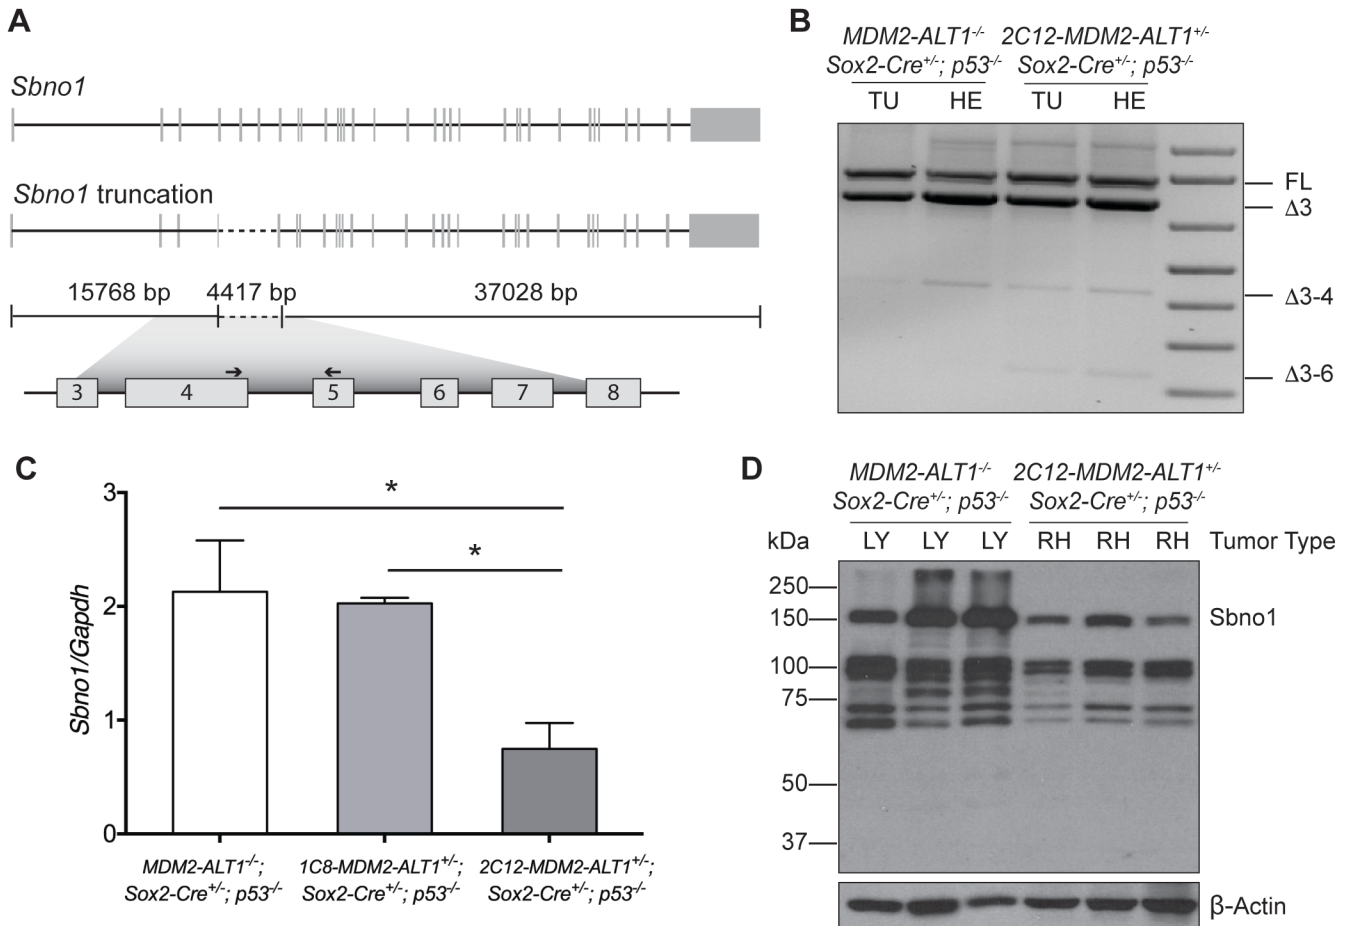 A
Sbno1
Sbno1 truncation
15768 bp 4417 bp 37028 bp
3 4 5 6 7 8
B
MDM2-ALT1-/- 2C12-MDM2-ALT1+/-
Sox2-Cre+/-; p53-/- Sox2-Cre+/-; p53-/-
TU HE TU HE
FL
Δ3
Δ3-4
Δ3-6
C
3
2
1
0
Sbno1/Gapdh
*
*
MDM2-ALT1-/-; 1C8-MDM2-ALT1+/-; 2C12-MDM2-ALT1+/-;
Sox2-Cre+/-; p53-/- Sox2-Cre+/-; p53-/- Sox2-Cre+/-; p53-/-
D
MDM2-ALT1-/- 2C12-MDM2-ALT1+/-
Sox2-Cre+/-; p53-/- Sox2-Cre+/-; p53-/-
kDa LY LY LY RH RH RH Tumor Type
250
150 Sbno1
100
75
50
37
β-Actin